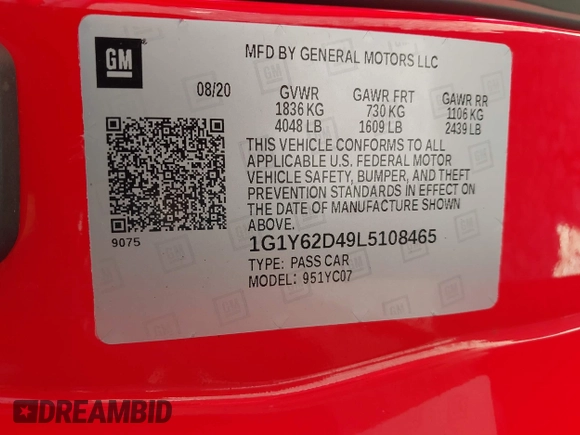 GM
MFD BY GENERAL MOTORS LLC
08/20
GVWR
1836 KG
4048 LB
GAWR FRT
730 KG
1609 LB
GAWR RR
1106 KG
2439 LB
THIS VEHICLE CONFORMS TO ALL
APPLICABLE U.S. FEDERAL MOTOR
VEHICLE SAFETY, BUMPER, AND THEFT
PREVENTION STANDARDS IN EFFECT ON
THE DATE OF MANUFACTURE SHOWN
ABOVE.
9075
1G1Y62D49L5108465
TYPE: PASS CAR
MODEL: 951YC07
DREAMBID